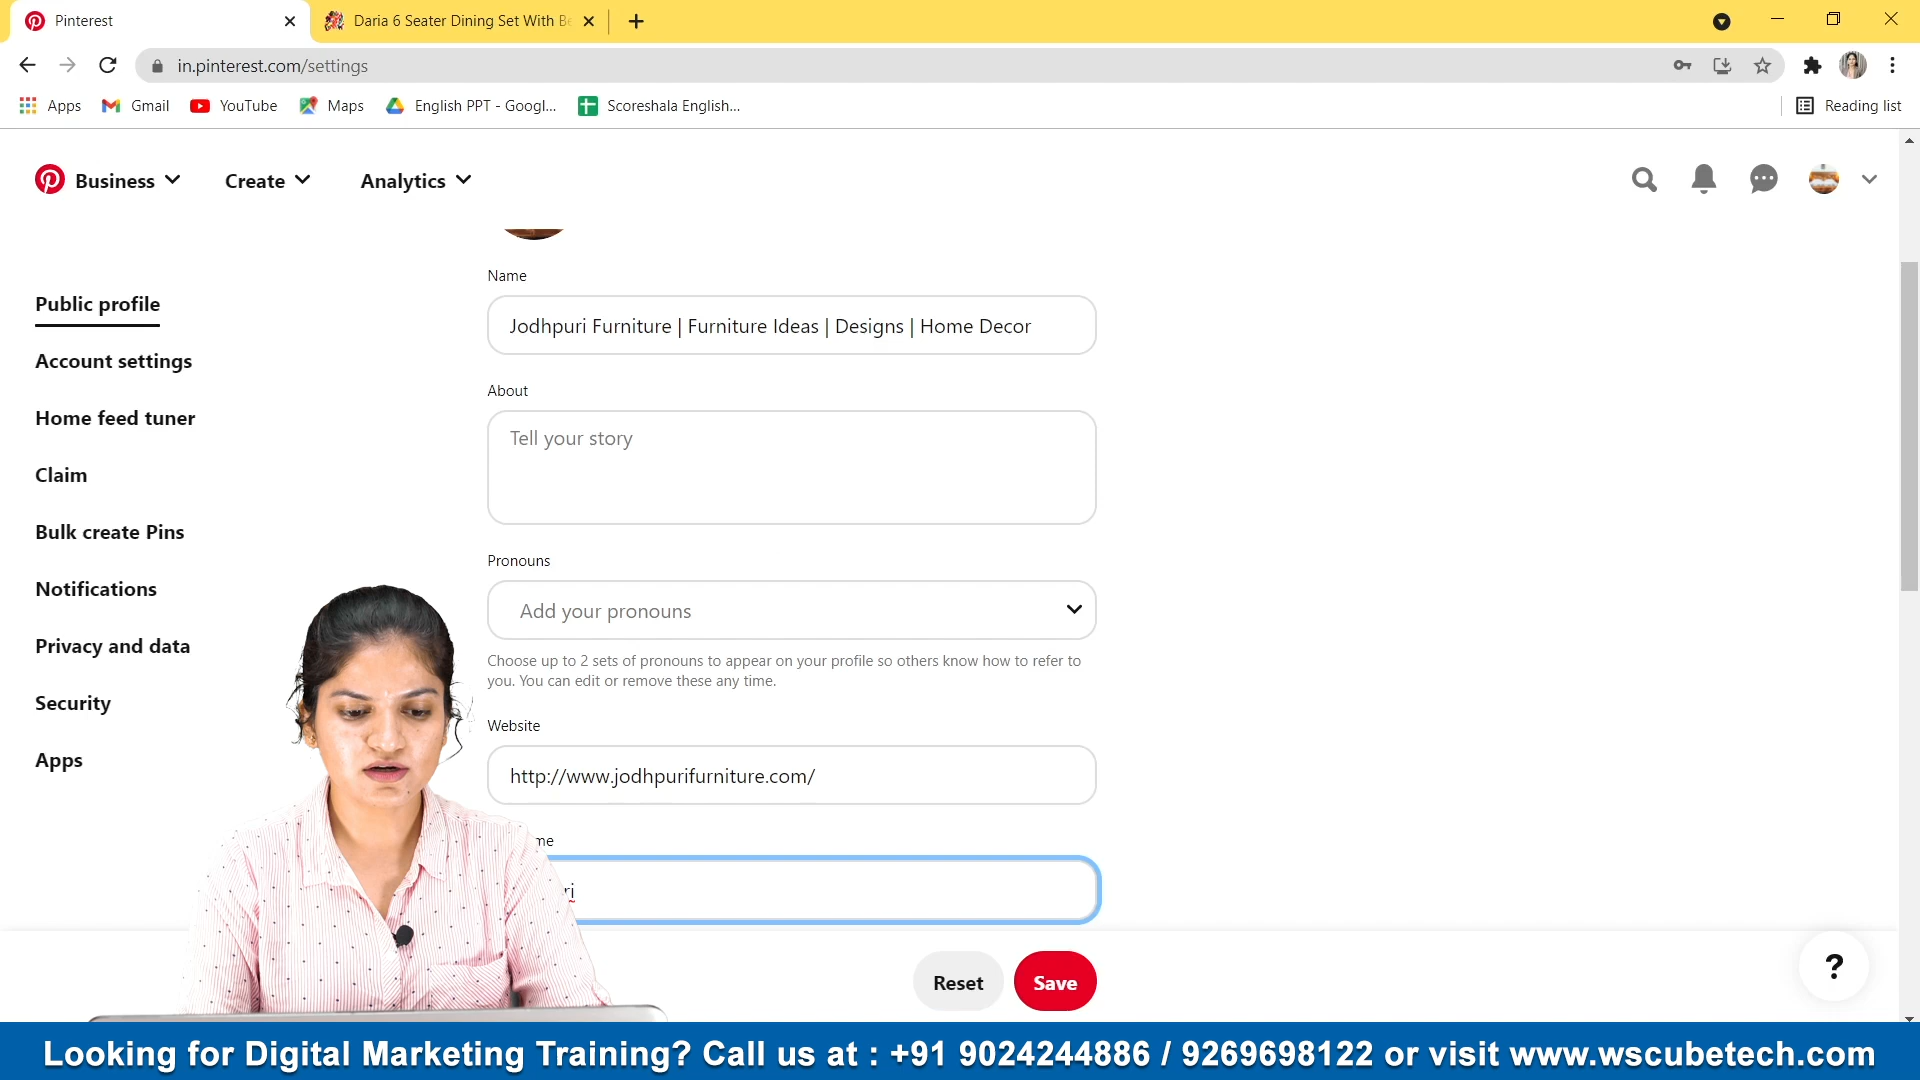 Pinterest
Daria 6 Seater Dining Set With Be
in.pinterest.com/settings
Apps
Gmail
YouTube
Maps
English PPT - Googl...
Scoreshala English...
Reading list
Business
Create
Analytics
Public profile
Account settings
Home feed tuner
Claim
Bulk create Pins
Notifications
Privacy and data
Security
Apps
Name
Jodhpuri Furniture | Furniture Ideas | Designs | Home Decor
About
Tell your story
Pronouns
Add your pronouns
Choose up to 2 sets of pronouns to appear on your profile so others know how to refer to
you. You can edit or remove these any time.
Website
http://www.jodhpurifurniture.com/
me
ri
Reset
Save
?
Looking for Digital Marketing Training? Call us at : +91 9024244886 / 9269698122 or visit www.wscubetech.com